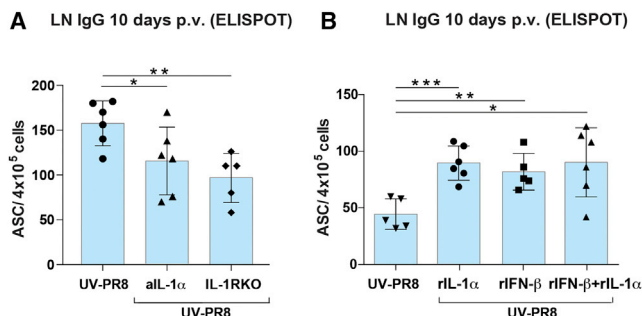 A
LN IgG 10 days p.v. (ELISPOT)
ASC/ 4x10⁵ cells
200
150
100
50
0
*
**
UV-PR8
aIL-1α
IL-1RKO
UV-PR8
B
LN IgG 10 days p.v. (ELISPOT)
ASC/ 4x10⁵ cells
150
100
50
0
***
**
*
UV-PR8
rIL-1α
rIFN-β
rIFN-β+rIL-1α
UV-PR8